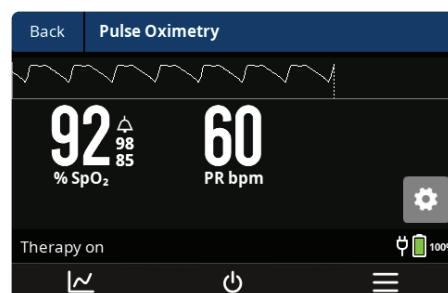 Back
Pulse Oximetry
92
98
85
% SpO₂
60
PR bpm
Therapy on
100%